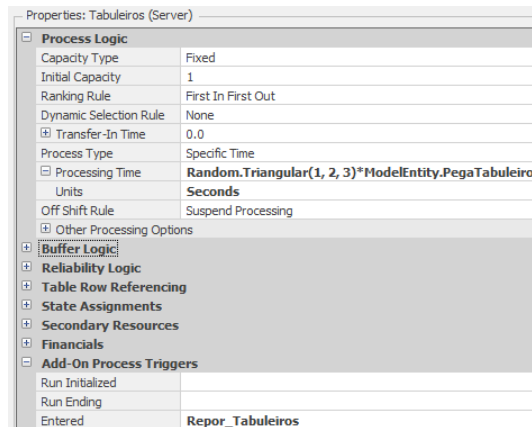 Properties: Tabuleiros (Server)
Process Logic
Capacity Type Fixed
Initial Capacity 1
Ranking Rule First In First Out
Dynamic Selection Rule None
Transfer-In Time 0.0
Process Type Specific Time
Processing Time Random.Triangular(1, 2, 3)*ModelEntity.PegaTabuleiro
Units Seconds
Off Shift Rule Suspend Processing
Other Processing Options
Buffer Logic
Reliability Logic
Table Row Referencing
State Assignments
Secondary Resources
Financials
Add-On Process Triggers
Run Initialized
Run Ending
Entered Repor_Tabuleiros